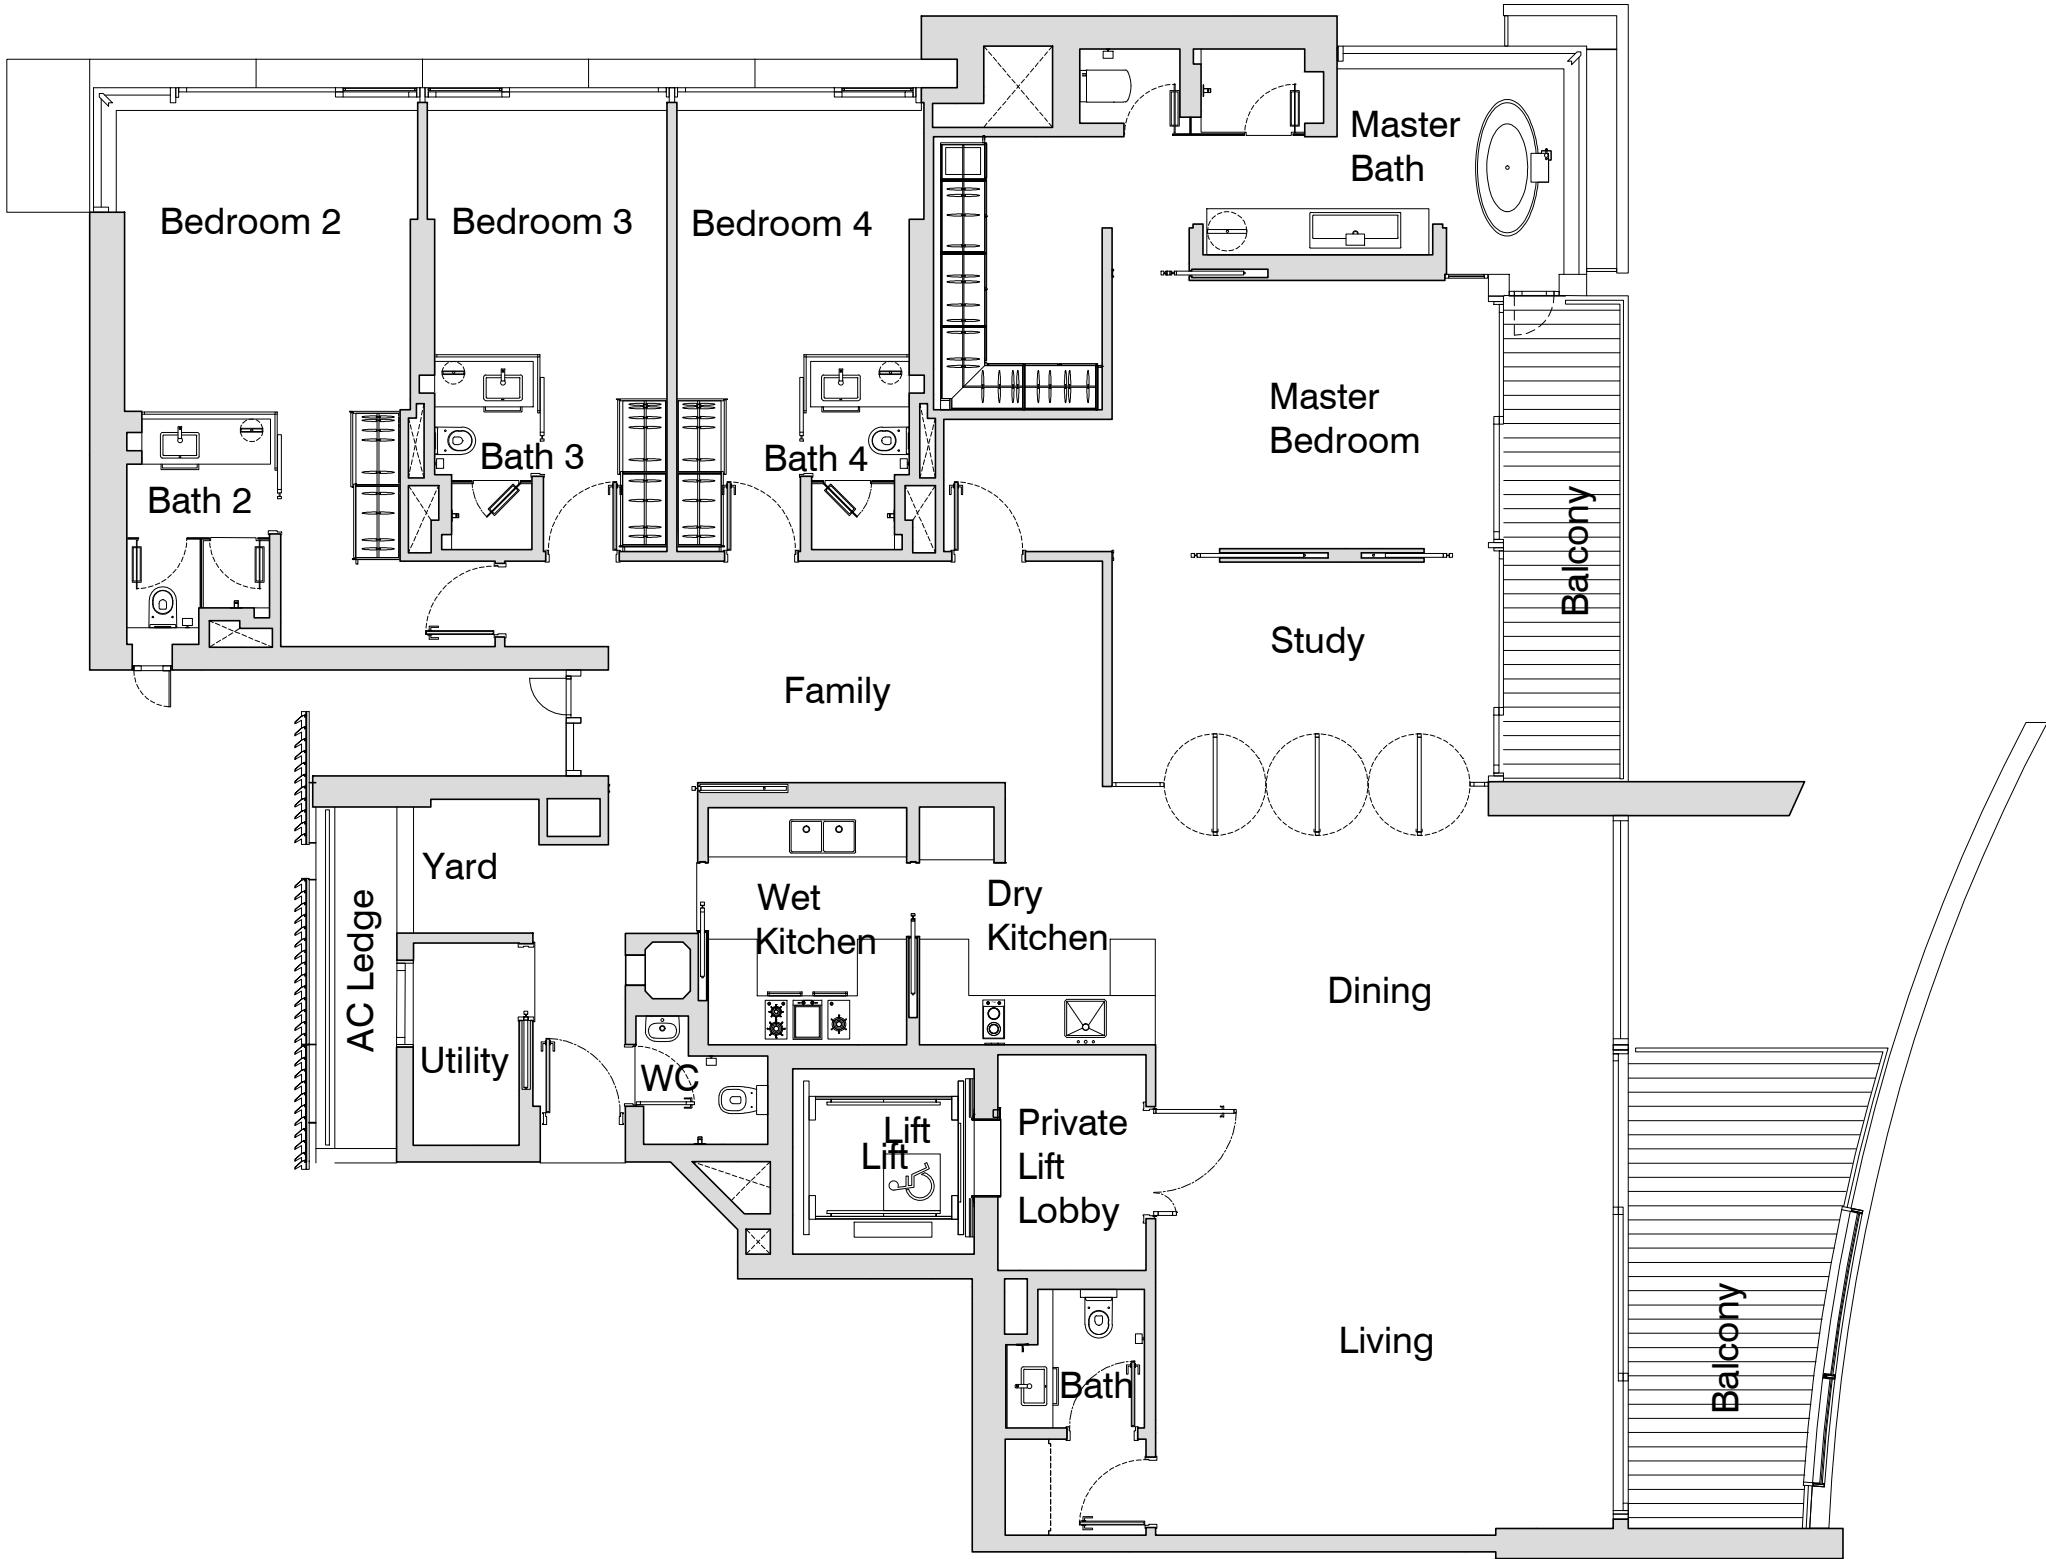 Master
Bath
Bedroom 2
Bedroom 3
Bedroom 4
Master
Bedroom
Bath 3
Bath 4
Bath 2
Balcony
Study
Family
Yard
Wet
Kitchen
Dry
Kitchen
AC Ledge
Dining
Utility
WC
Lift
Lift
Private
Lift
Lobby
Living
Balcony
Bath